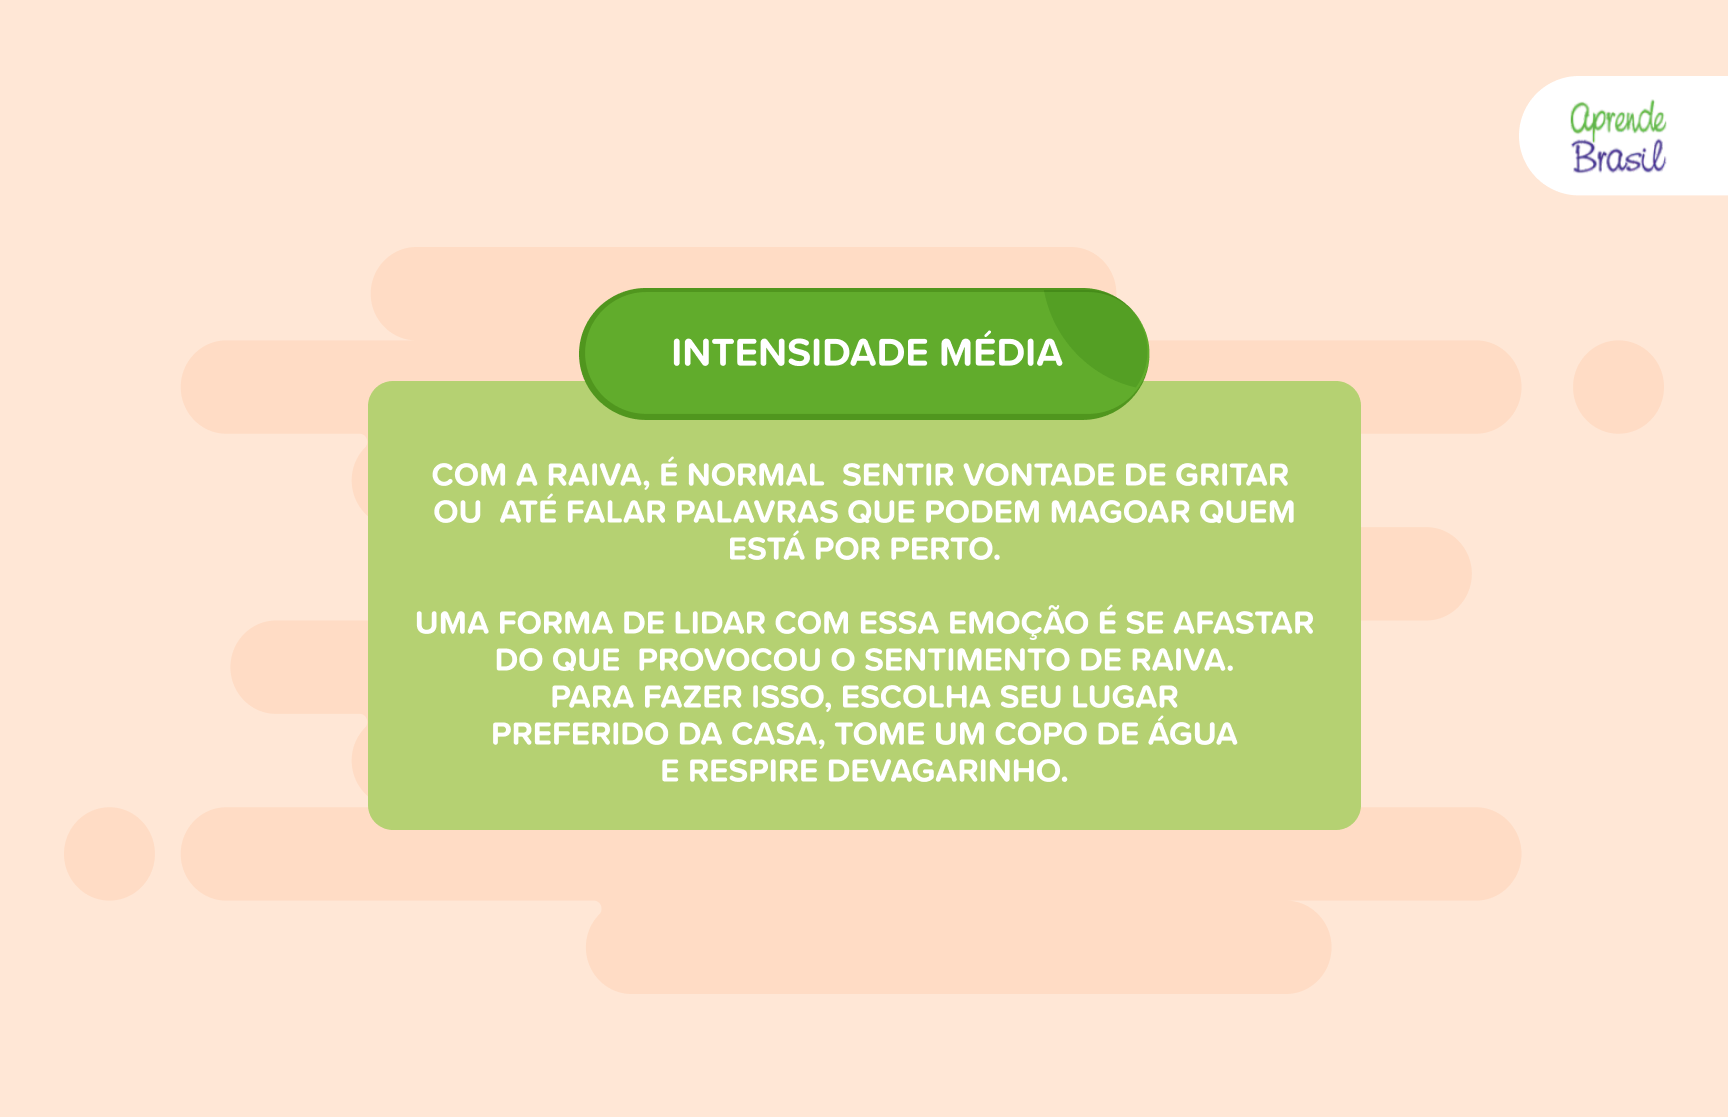 aprende
Brasil
INTENSIDADE MÉDIA
COM A RAIVA, É NORMAL  SENTIR VONTADE DE GRITAR
OU  ATÉ FALAR PALAVRAS QUE PODEM MAGOAR QUEM
ESTÁ POR PERTO.
UMA FORMA DE LIDAR COM ESSA EMOÇÃO É SE AFASTAR
DO QUE  PROVOCOU O SENTIMENTO DE RAIVA.
PARA FAZER ISSO, ESCOLHA SEU LUGAR
PREFERIDO DA CASA, TOME UM COPO DE ÁGUA
E RESPIRE DEVAGARINHO.